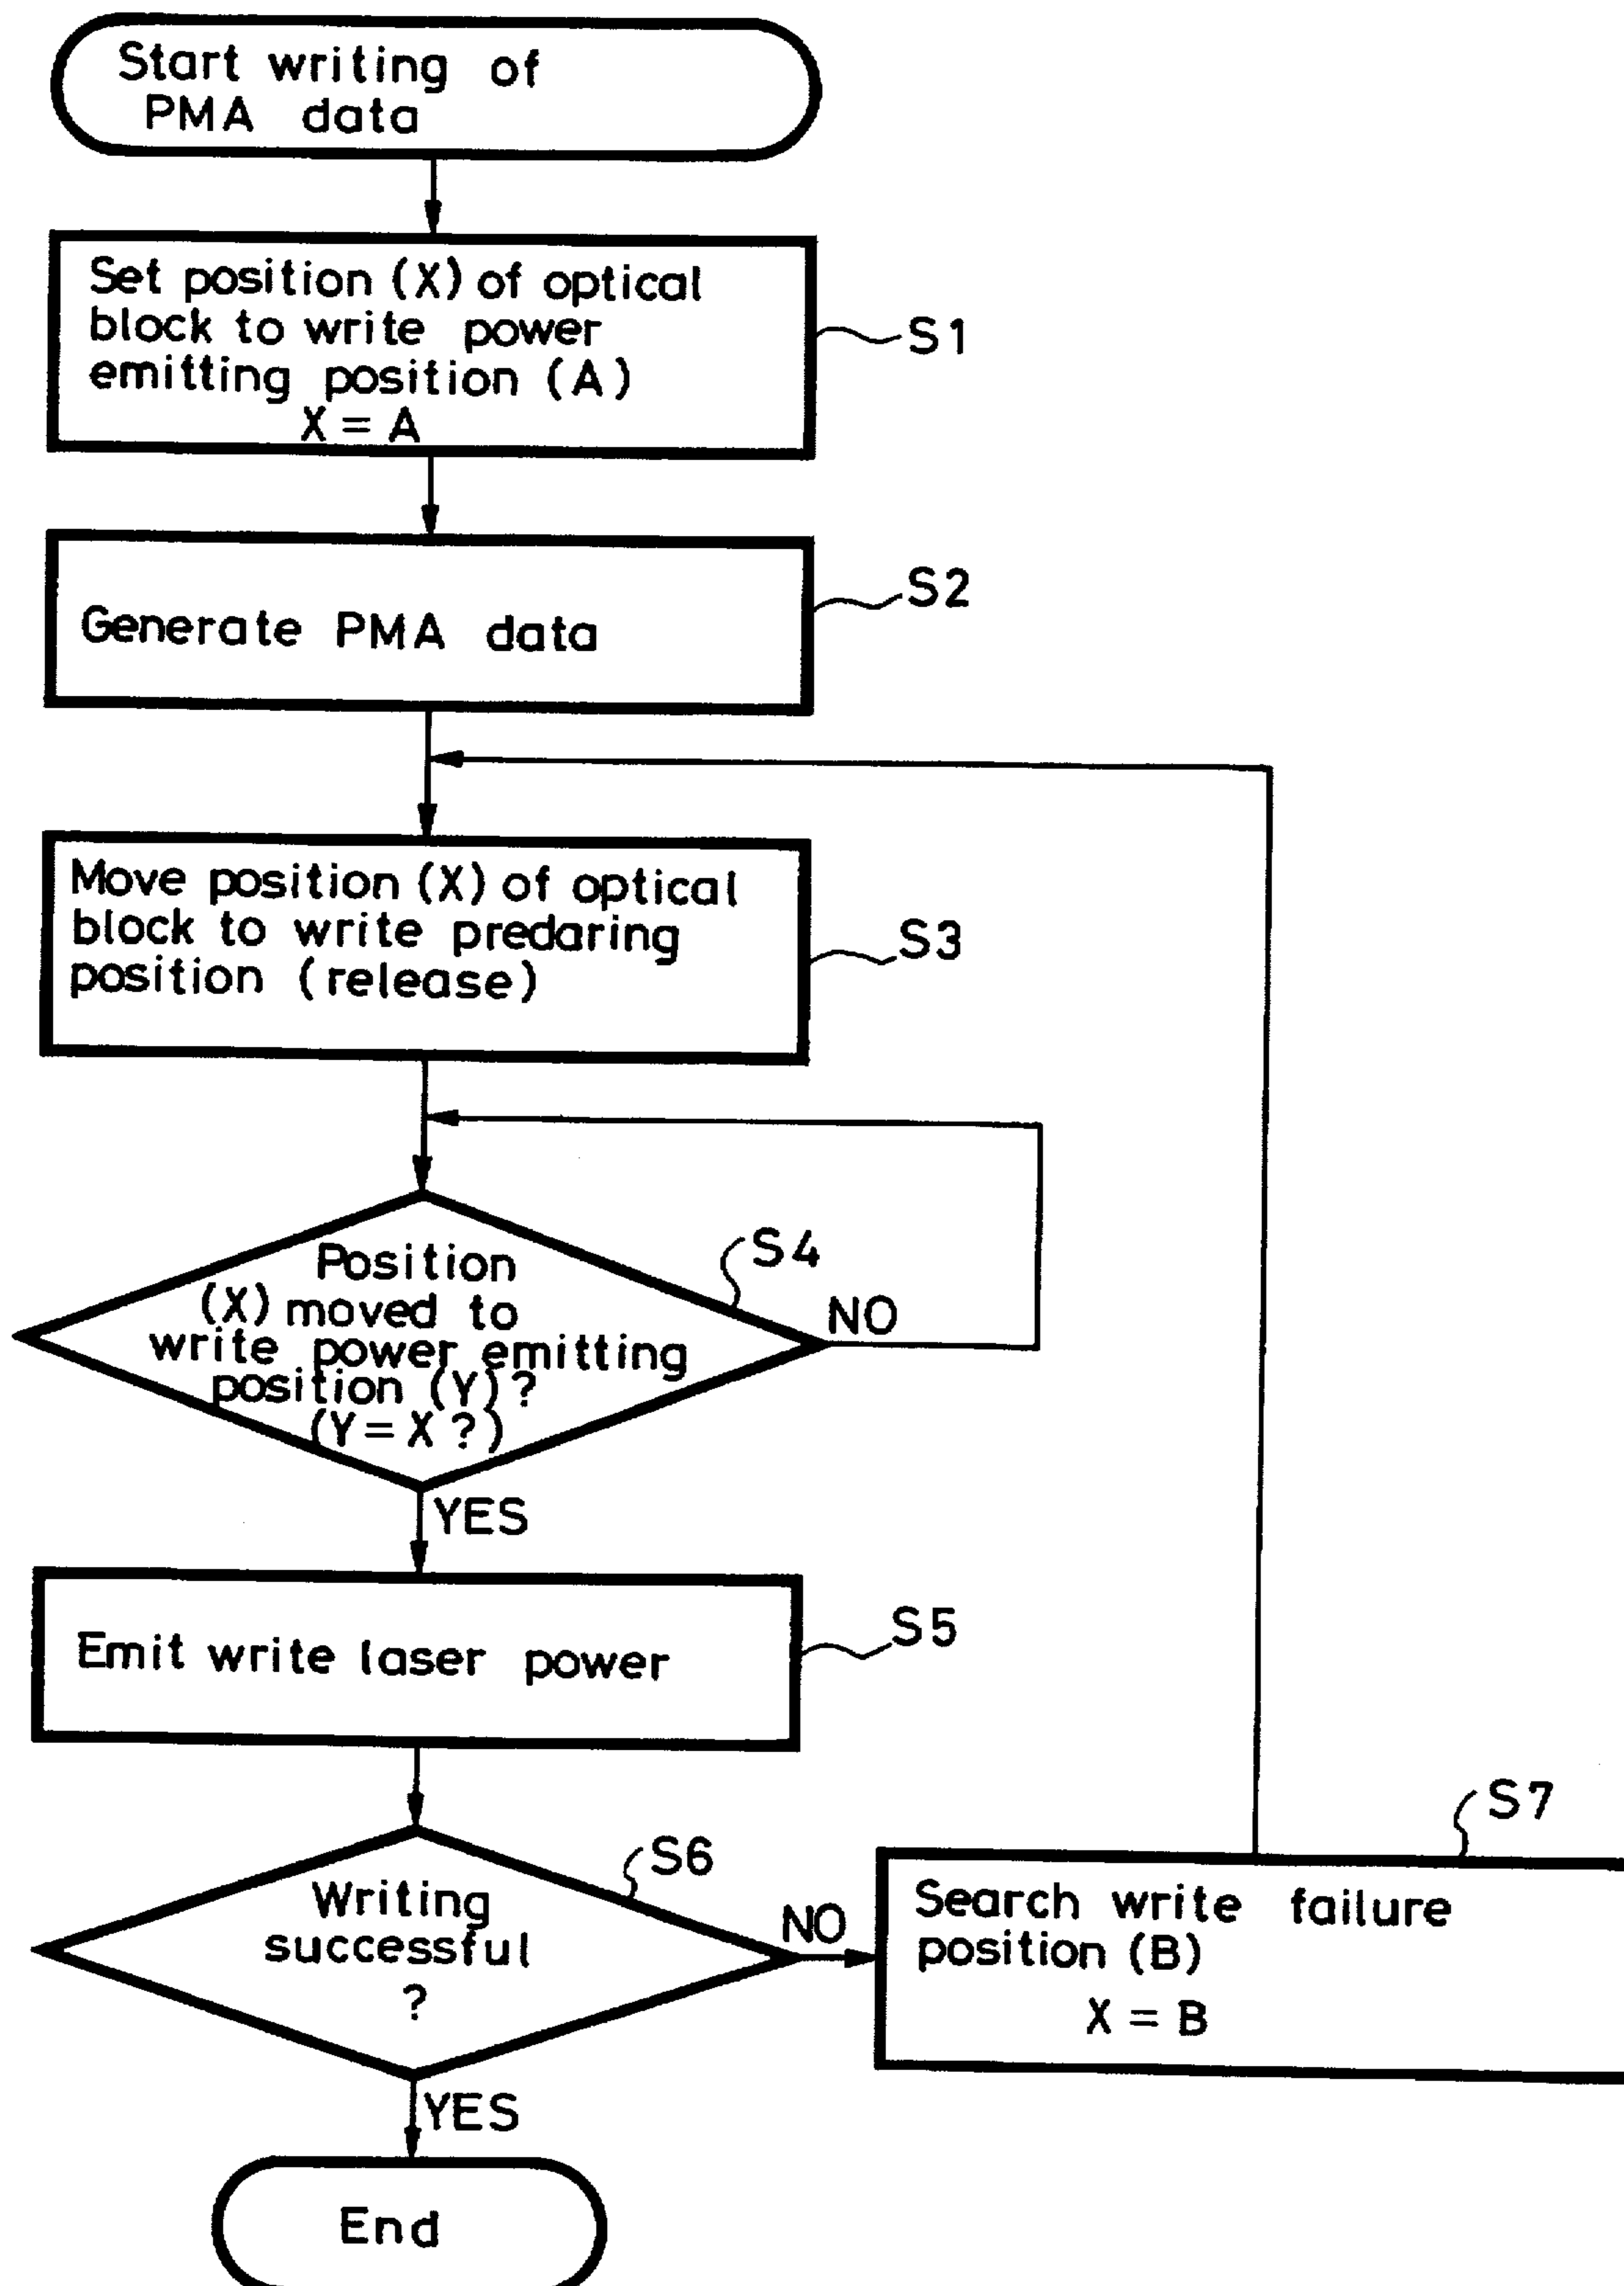 Start writing of
PMA data
Set position (X) of optical
block to write power
emitting position (A)
X = A
S1
Generate PMA data
S2
Move position (X) of optical
block to write predaring
position (release)
S3
Position
(X) moved to
write power emitting
position (Y)?
(Y = X ?)
S4
NO
YES
Emit write laser power
S5
Writing
successful
?
S6
NO
Search write failure
position (B)
X = B
S7
YES
End